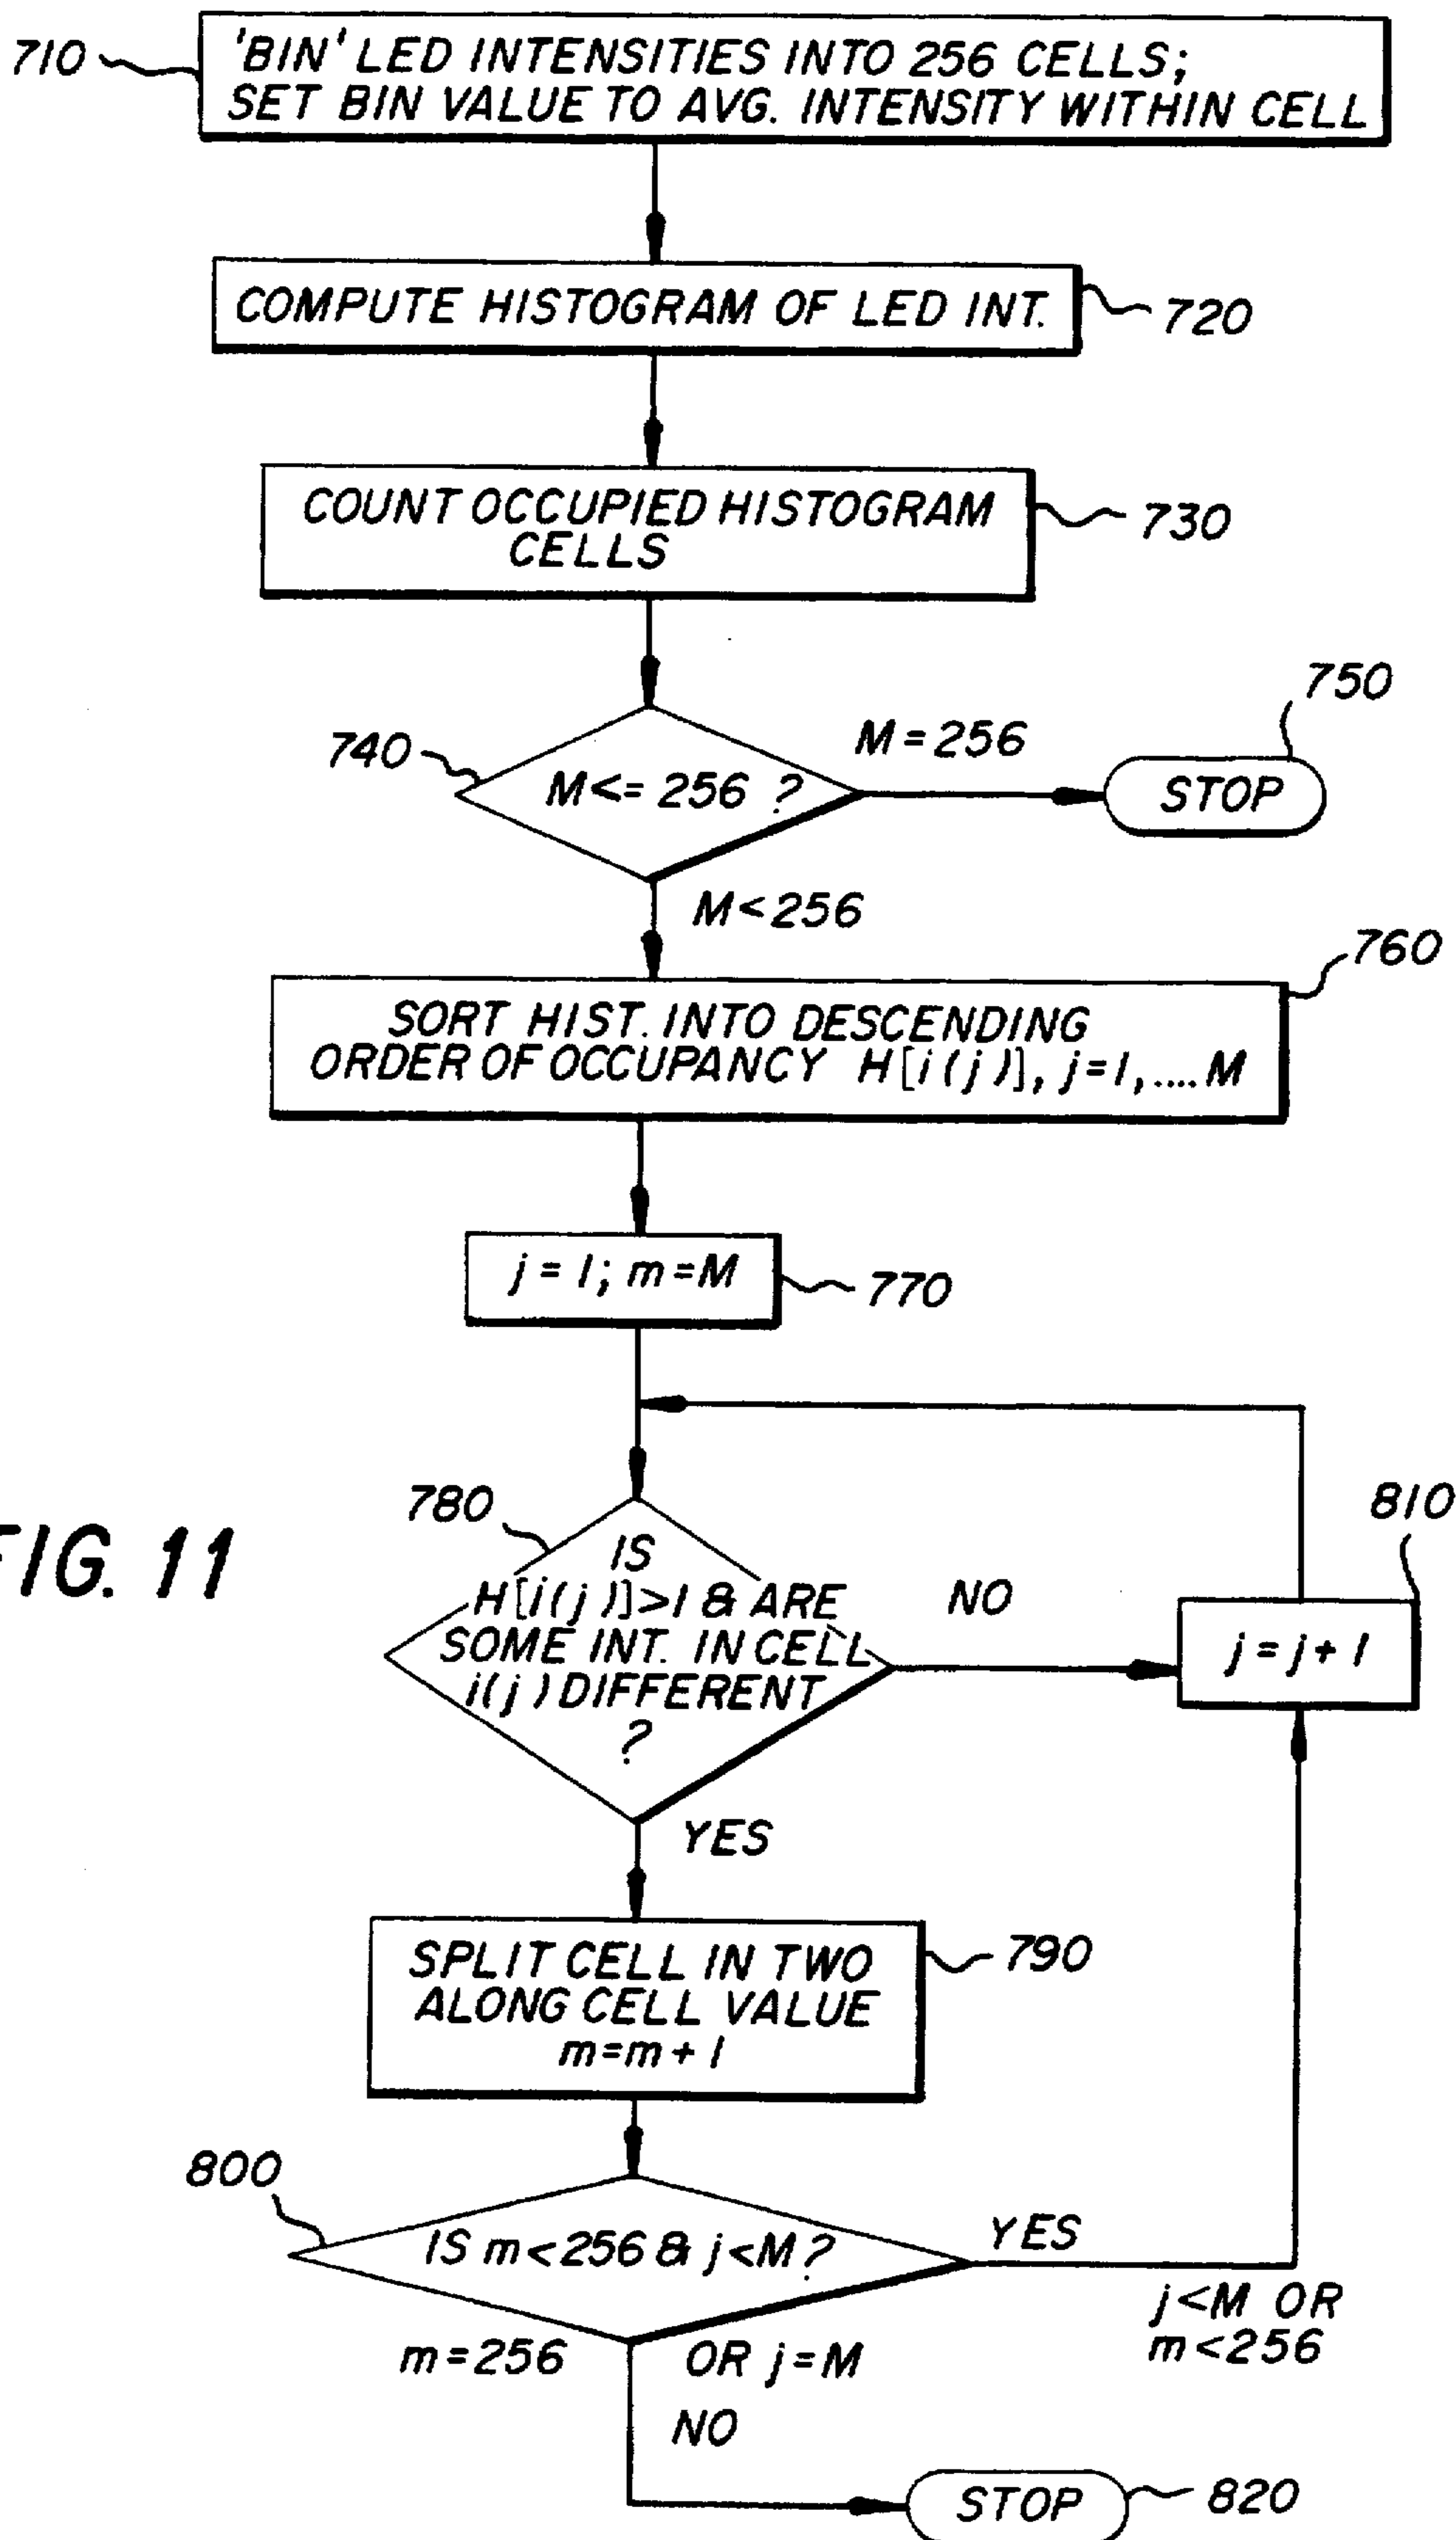 710
'BIN' LED INTENSITIES INTO 256 CELLS;
SET BIN VALUE TO AVG. INTENSITY WITHIN CELL
COMPUTE HISTOGRAM OF LED INT.
720
COUNT OCCUPIED HISTOGRAM
CELLS
730
740
M<= 256 ?
M = 256
750
STOP
M< 256
760
SORT HIST. INTO DESCENDING
ORDER OF OCCUPANCY H[i(j)], j=1,....M
j = 1; m = M
770
780
IS
H[i(j)]>1 & ARE
SOME INT. IN CELL
i(j) DIFFERENT
?
NO
810
j = j + 1
FIG. 11
YES
SPLIT CELL IN TWO
ALONG CELL VALUE
m = m + 1
790
800
IS m<256 & j<M ?
YES
j<M OR
m<256
m = 256 OR j = M
NO
STOP
820